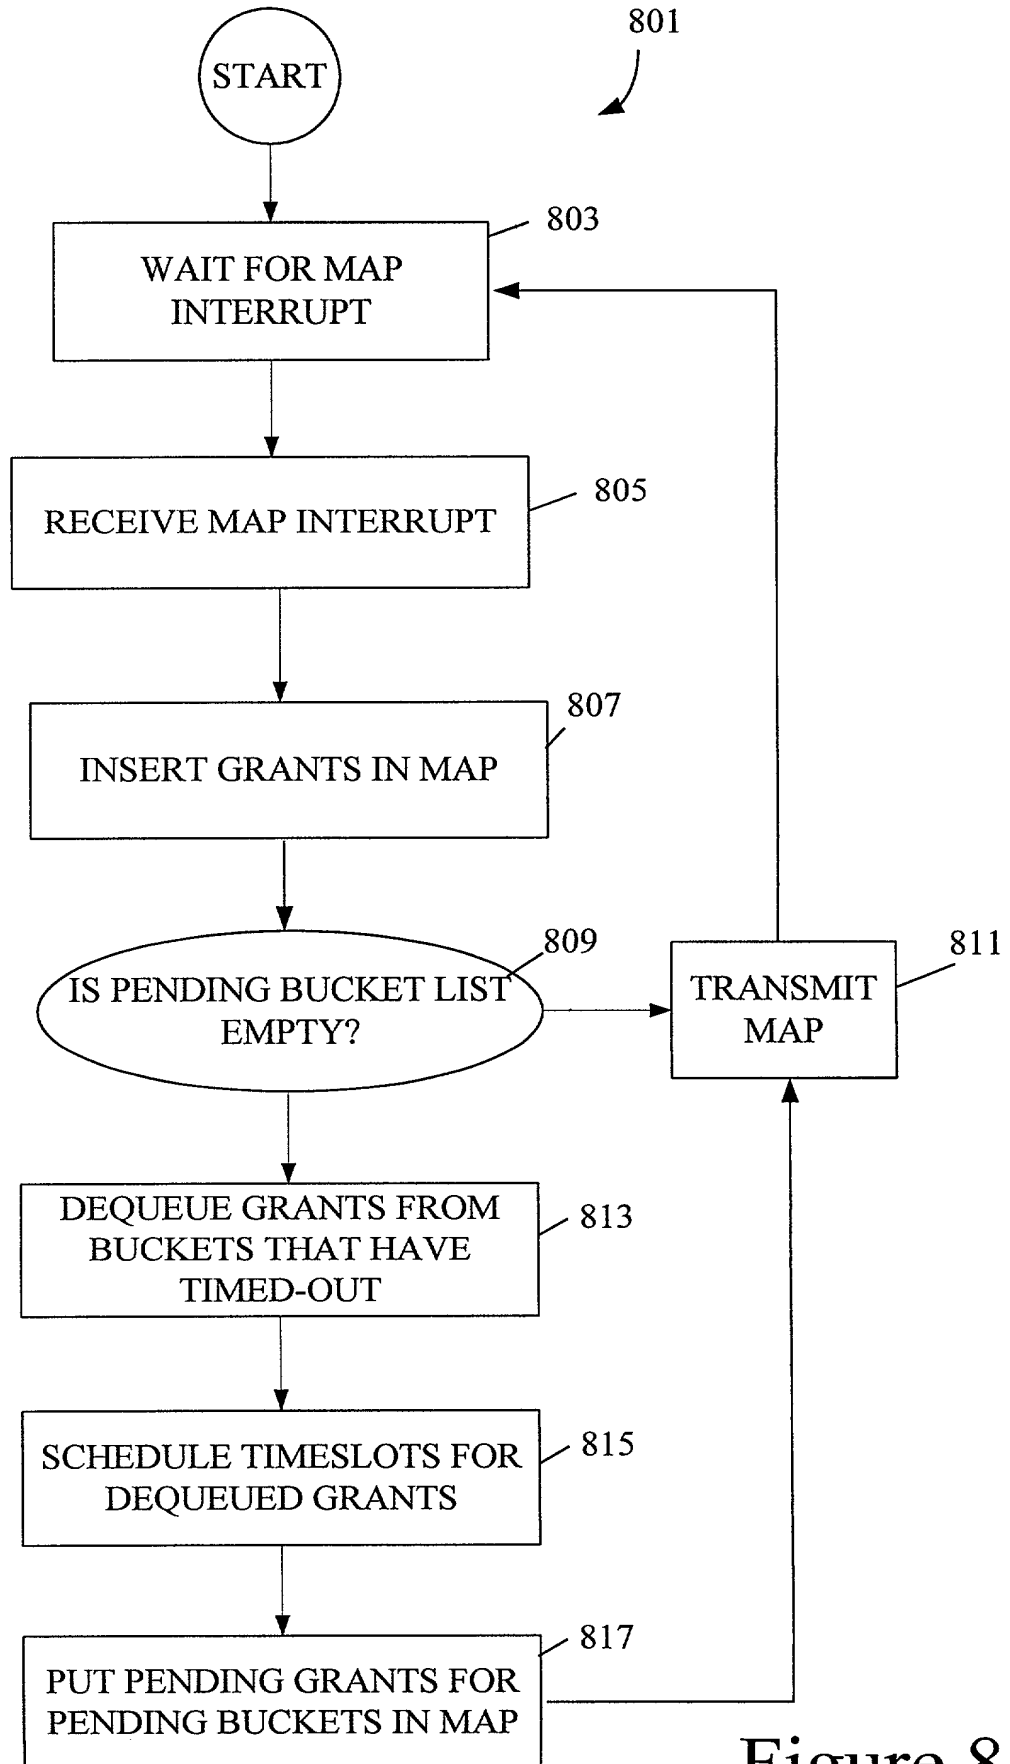 801
START
803
WAIT FOR MAP
INTERRUPT
805
RECEIVE MAP INTERRUPT
807
INSERT GRANTS IN MAP
809
IS PENDING BUCKET LIST
EMPTY?
811
TRANSMIT
MAP
813
DEQUEUE GRANTS FROM
BUCKETS THAT HAVE
TIMED-OUT
815
SCHEDULE TIMESLOTS FOR
DEQUEUED GRANTS
817
PUT PENDING GRANTS FOR
PENDING BUCKETS IN MAP
Figure 8